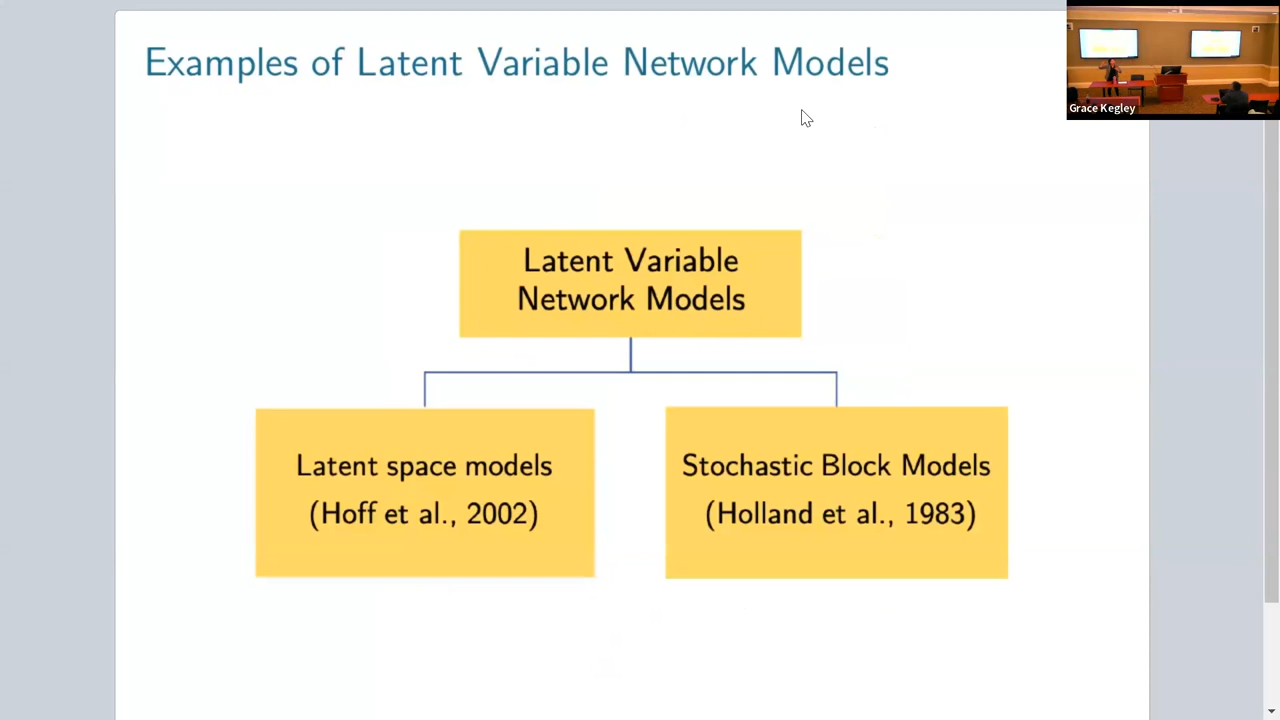 Examples of Latent Variable Network Models
Grace Kegley
Latent Variable
Network Models
Latent space models
(Hoff et al., 2002)
Stochastic Block Models
(Holland et al., 1983)